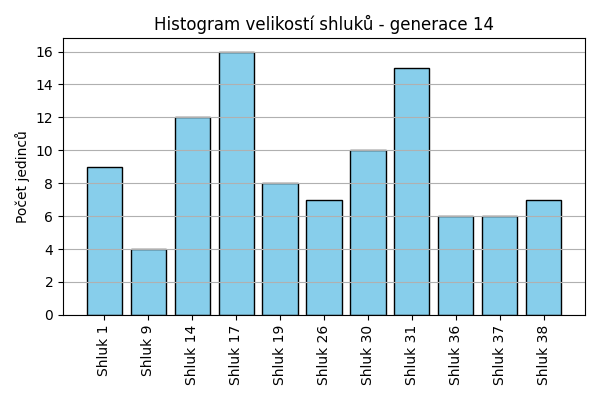 Histogram velikostí shluků - generace 14
Počet jedinců
16
14
12
10
8
6
4
2
0
Shluk 1
Shluk 9
Shluk 14
Shluk 17
Shluk 19
Shluk 26
Shluk 30
Shluk 31
Shluk 36
Shluk 37
Shluk 38